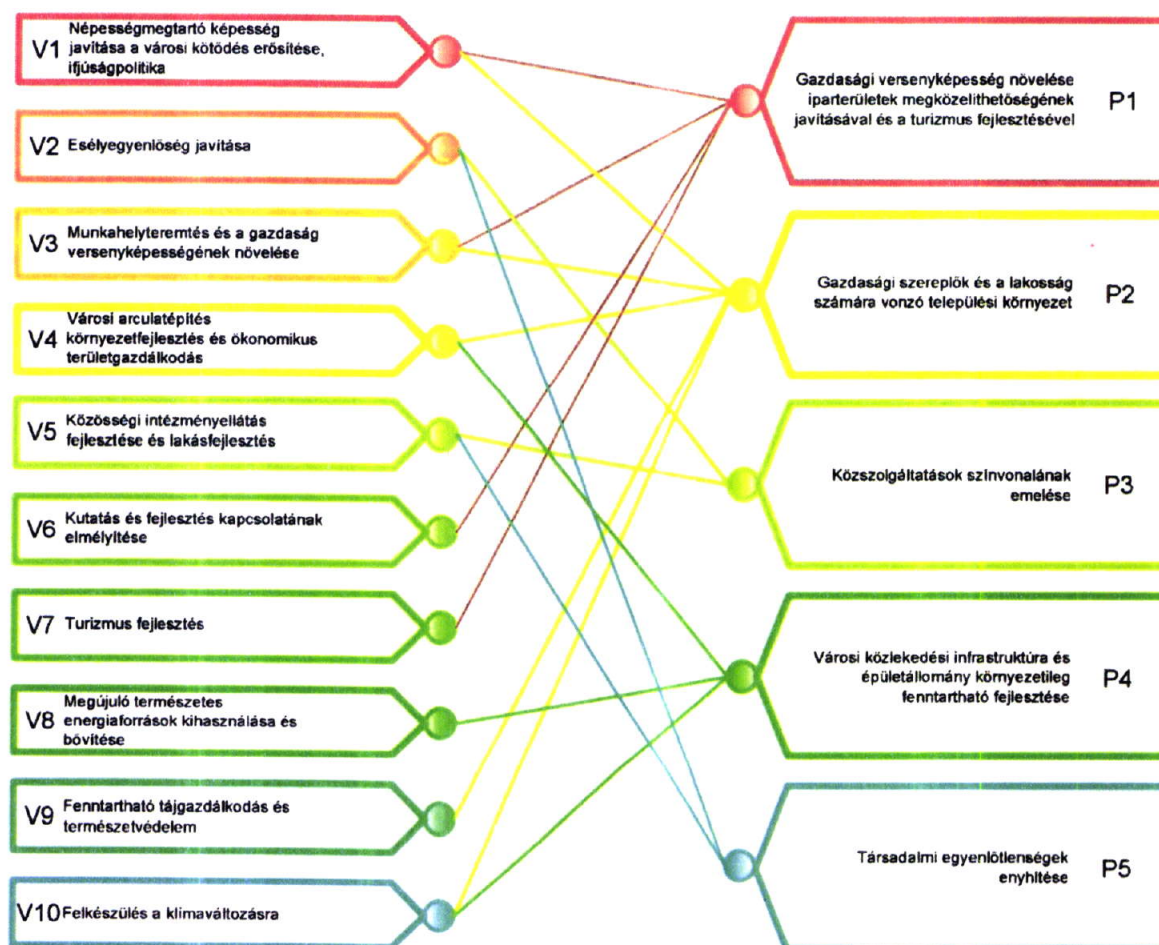 V1
Népességmegtartó képesség
javítása a városi kötődés erősítése,
ifjúságpolitika
V2 Esélyegyenlőség javítása
V3
Munkahelyteremtés és a gazdaság
versenyképességének növelése
V4
Városi arculatépítés
környezetfejlesztés és ökonomikus
területgazdálkodás
V5
Közösségi intézményellátás
fejlesztése és lakásfejlesztés
V6
Kutatás és fejlesztés kapcsolatának
elmélyítése
V7 Turizmus fejlesztés
V8
Megújuló természetes
energiaforrások kihasználása és
bővítése
V9
Fenntartható tájgazdálkodás és
természetvédelem
V10 Felkészülés a klímaváltozásra
Gazdasági versenyképesség növelése
iparterületek megközelíthetőségének
javításával és a turizmus fejlesztésével
P1
Gazdasági szereplők és a lakosság
számára vonzó települési környezet
P2
Közszolgáltatások színvonalának
emelése
P3
Városi közlekedési infrastruktúra és
épületállomány környezetileg
fenntartható fejlesztése
P4
Társadalmi egyenlőtlenségek
enyhítése
P5